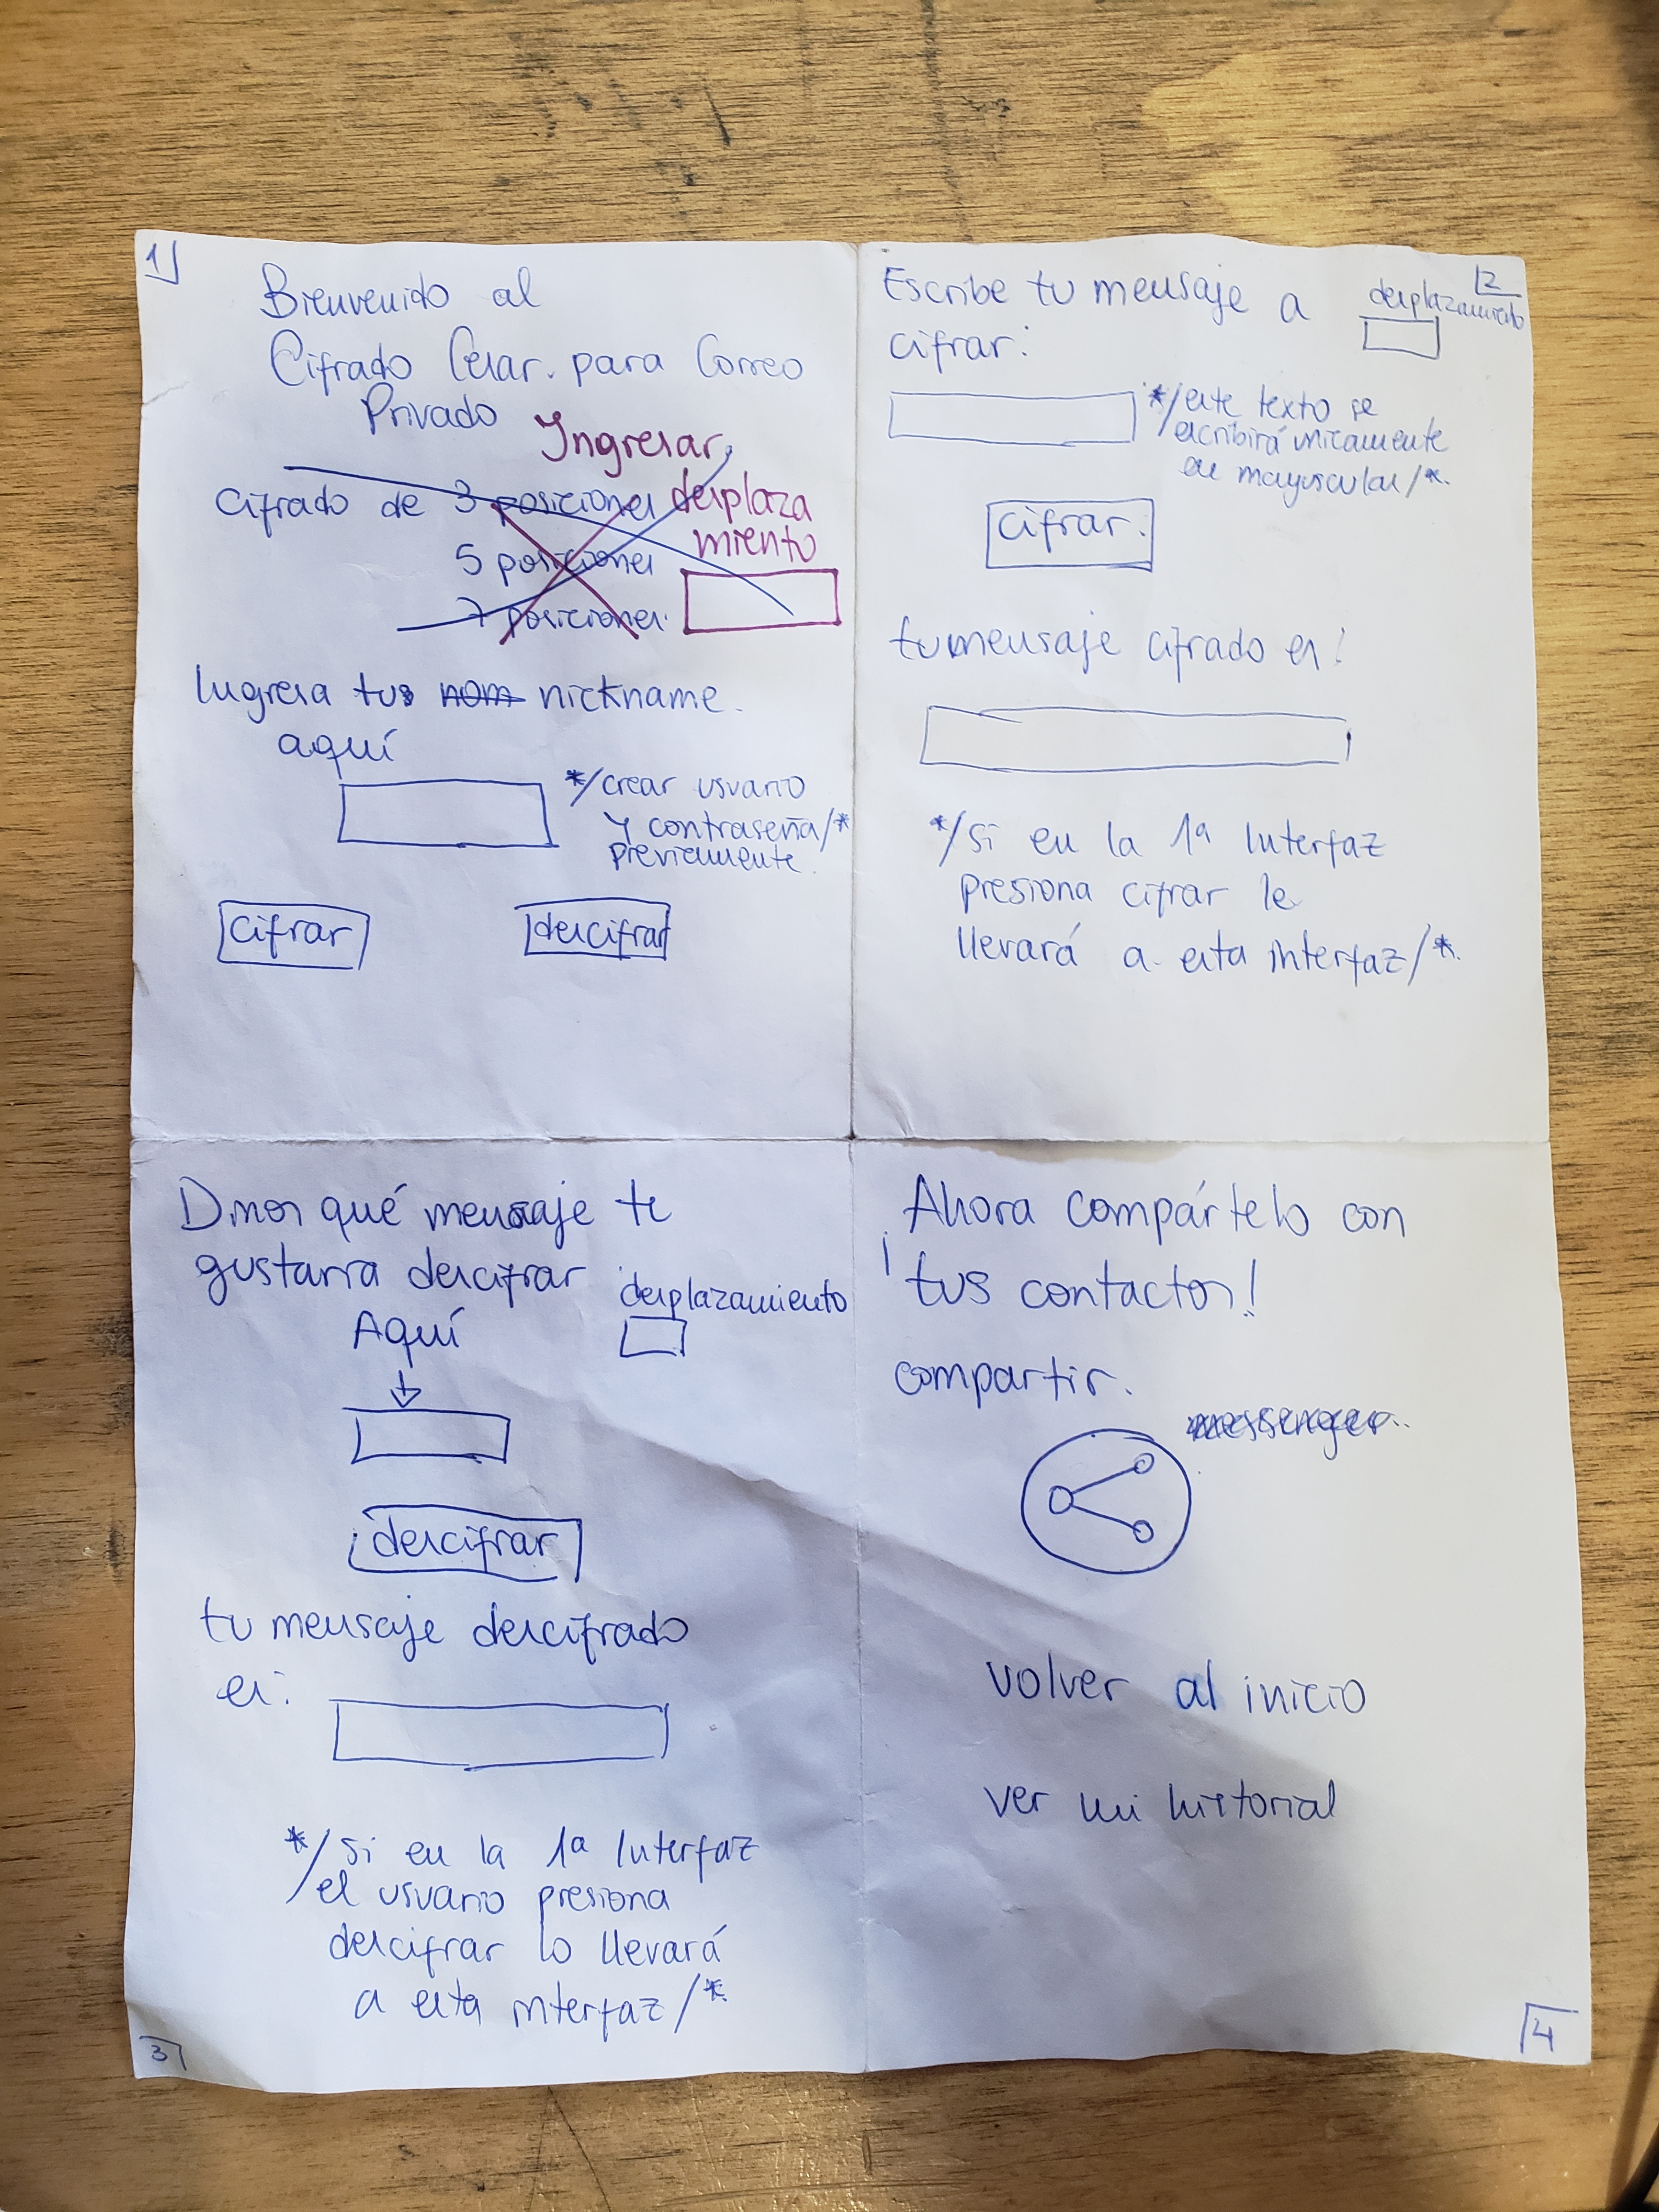 1
Bienvenido al
Cifrado Cesar. para Correo
Privado
Ingresar
desplaza
miento
Cifrado de 3 posiciones
5 posiciones
7 posiciones.
Ingresa tus nom nickname.
aquí
*/crear usuario
y contraseña/*
previamente.
cifrar
descifrar
2
Escribe tu mensaje a
cifrar:
desplazamiento
*/este texto se
escribirá unicamente
en mayusculas/*.
cifrar.
tu mensaje cifrado es:
*/Si en la 1ª Interfaz
presiona cifrar le
llevará a esta interfaz/*.
Dinos qué mensaje te
gustarra descifrar
Aquí
desplazamiento
descifrar
tu mensaje descifrado
es:
*/Si en la 1ª Interfaz
el usuario presiona
descifrar lo llevará
a esta interfaz/*.
3
Ahora compártelo con
¡tus contactos!
compartir.
messenger..
volver al inicio
ver mi historial
4